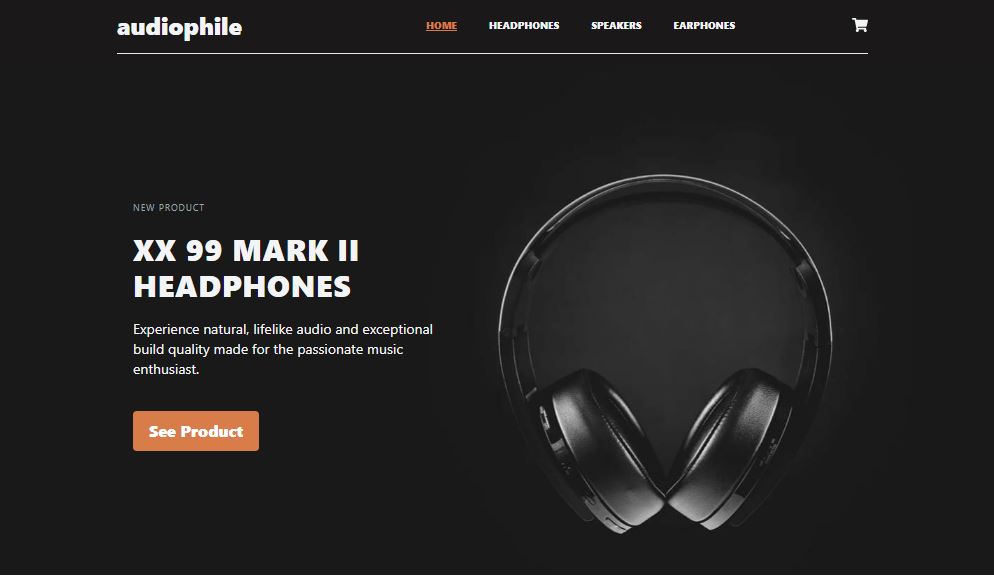 audiophile
HOME HEADPHONES SPEAKERS EARPHONES
NEW PRODUCT
XX 99 MARK II
HEADPHONES
Experience natural, lifelike audio and exceptional
build quality made for the passionate music
enthusiast.
See Product